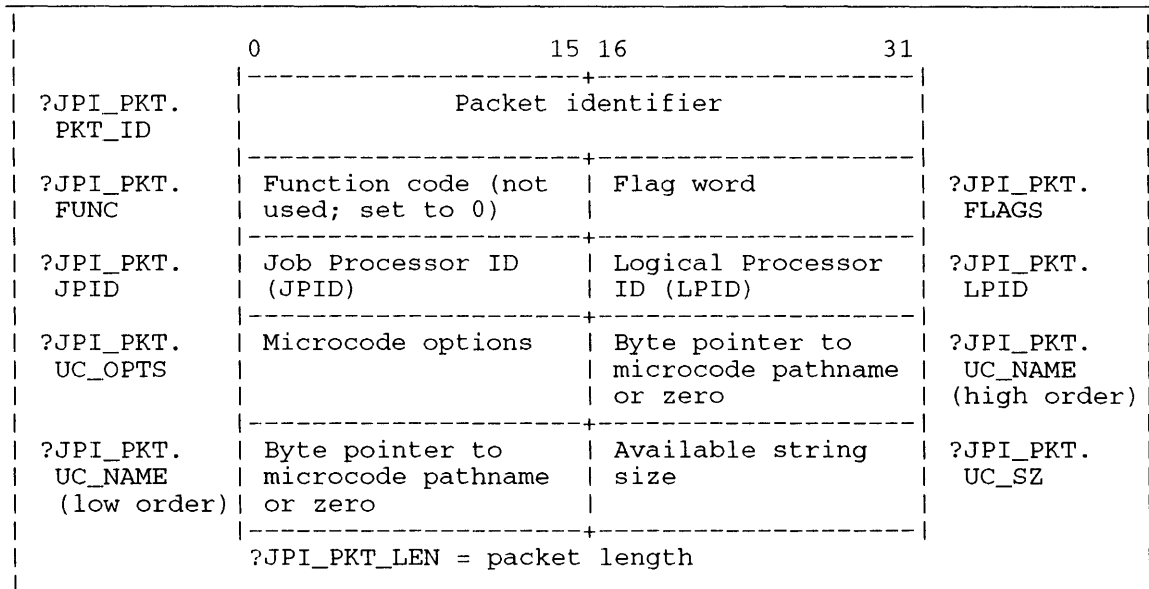 0 15 16 31
?JPI_PKT. Packet identifier
PKT_ID
?JPI_PKT. Function code (not Flag word ?JPI_PKT.
FUNC used; set to 0) FLAGS
?JPI_PKT. Job Processor ID Logical Processor ?JPI_PKT.
JPID (JPID) ID (LPID) LPID
?JPI_PKT. Microcode options Byte pointer to ?JPI_PKT.
UC_OPTS microcode pathname UC_NAME
or zero (high order)
?JPI_PKT. Byte pointer to Available string ?JPI_PKT.
UC_NAME microcode pathname size UC_SZ
(low order) or zero
?JPI_PKT_LEN = packet length